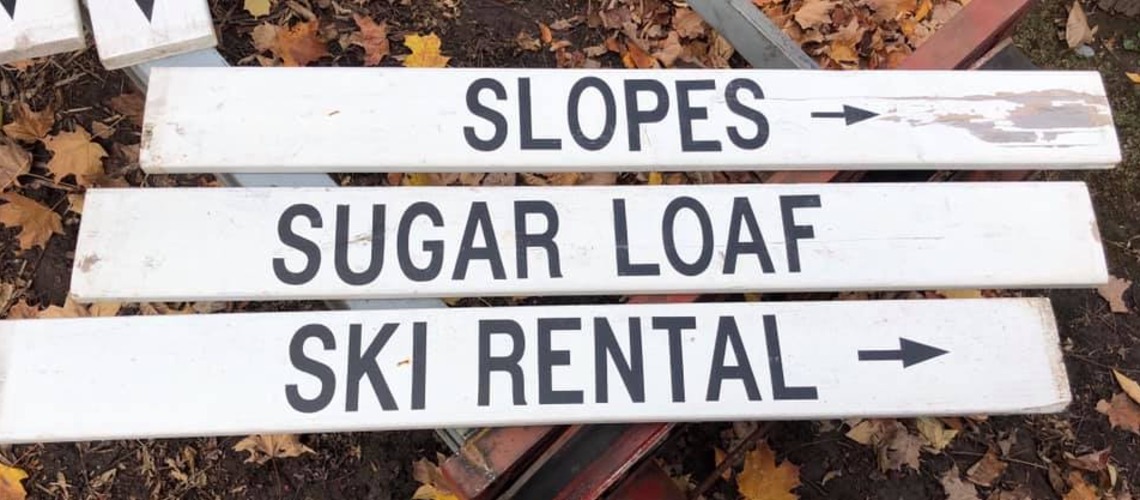 SLOPES →
SUGAR LOAF
SKI RENTAL →